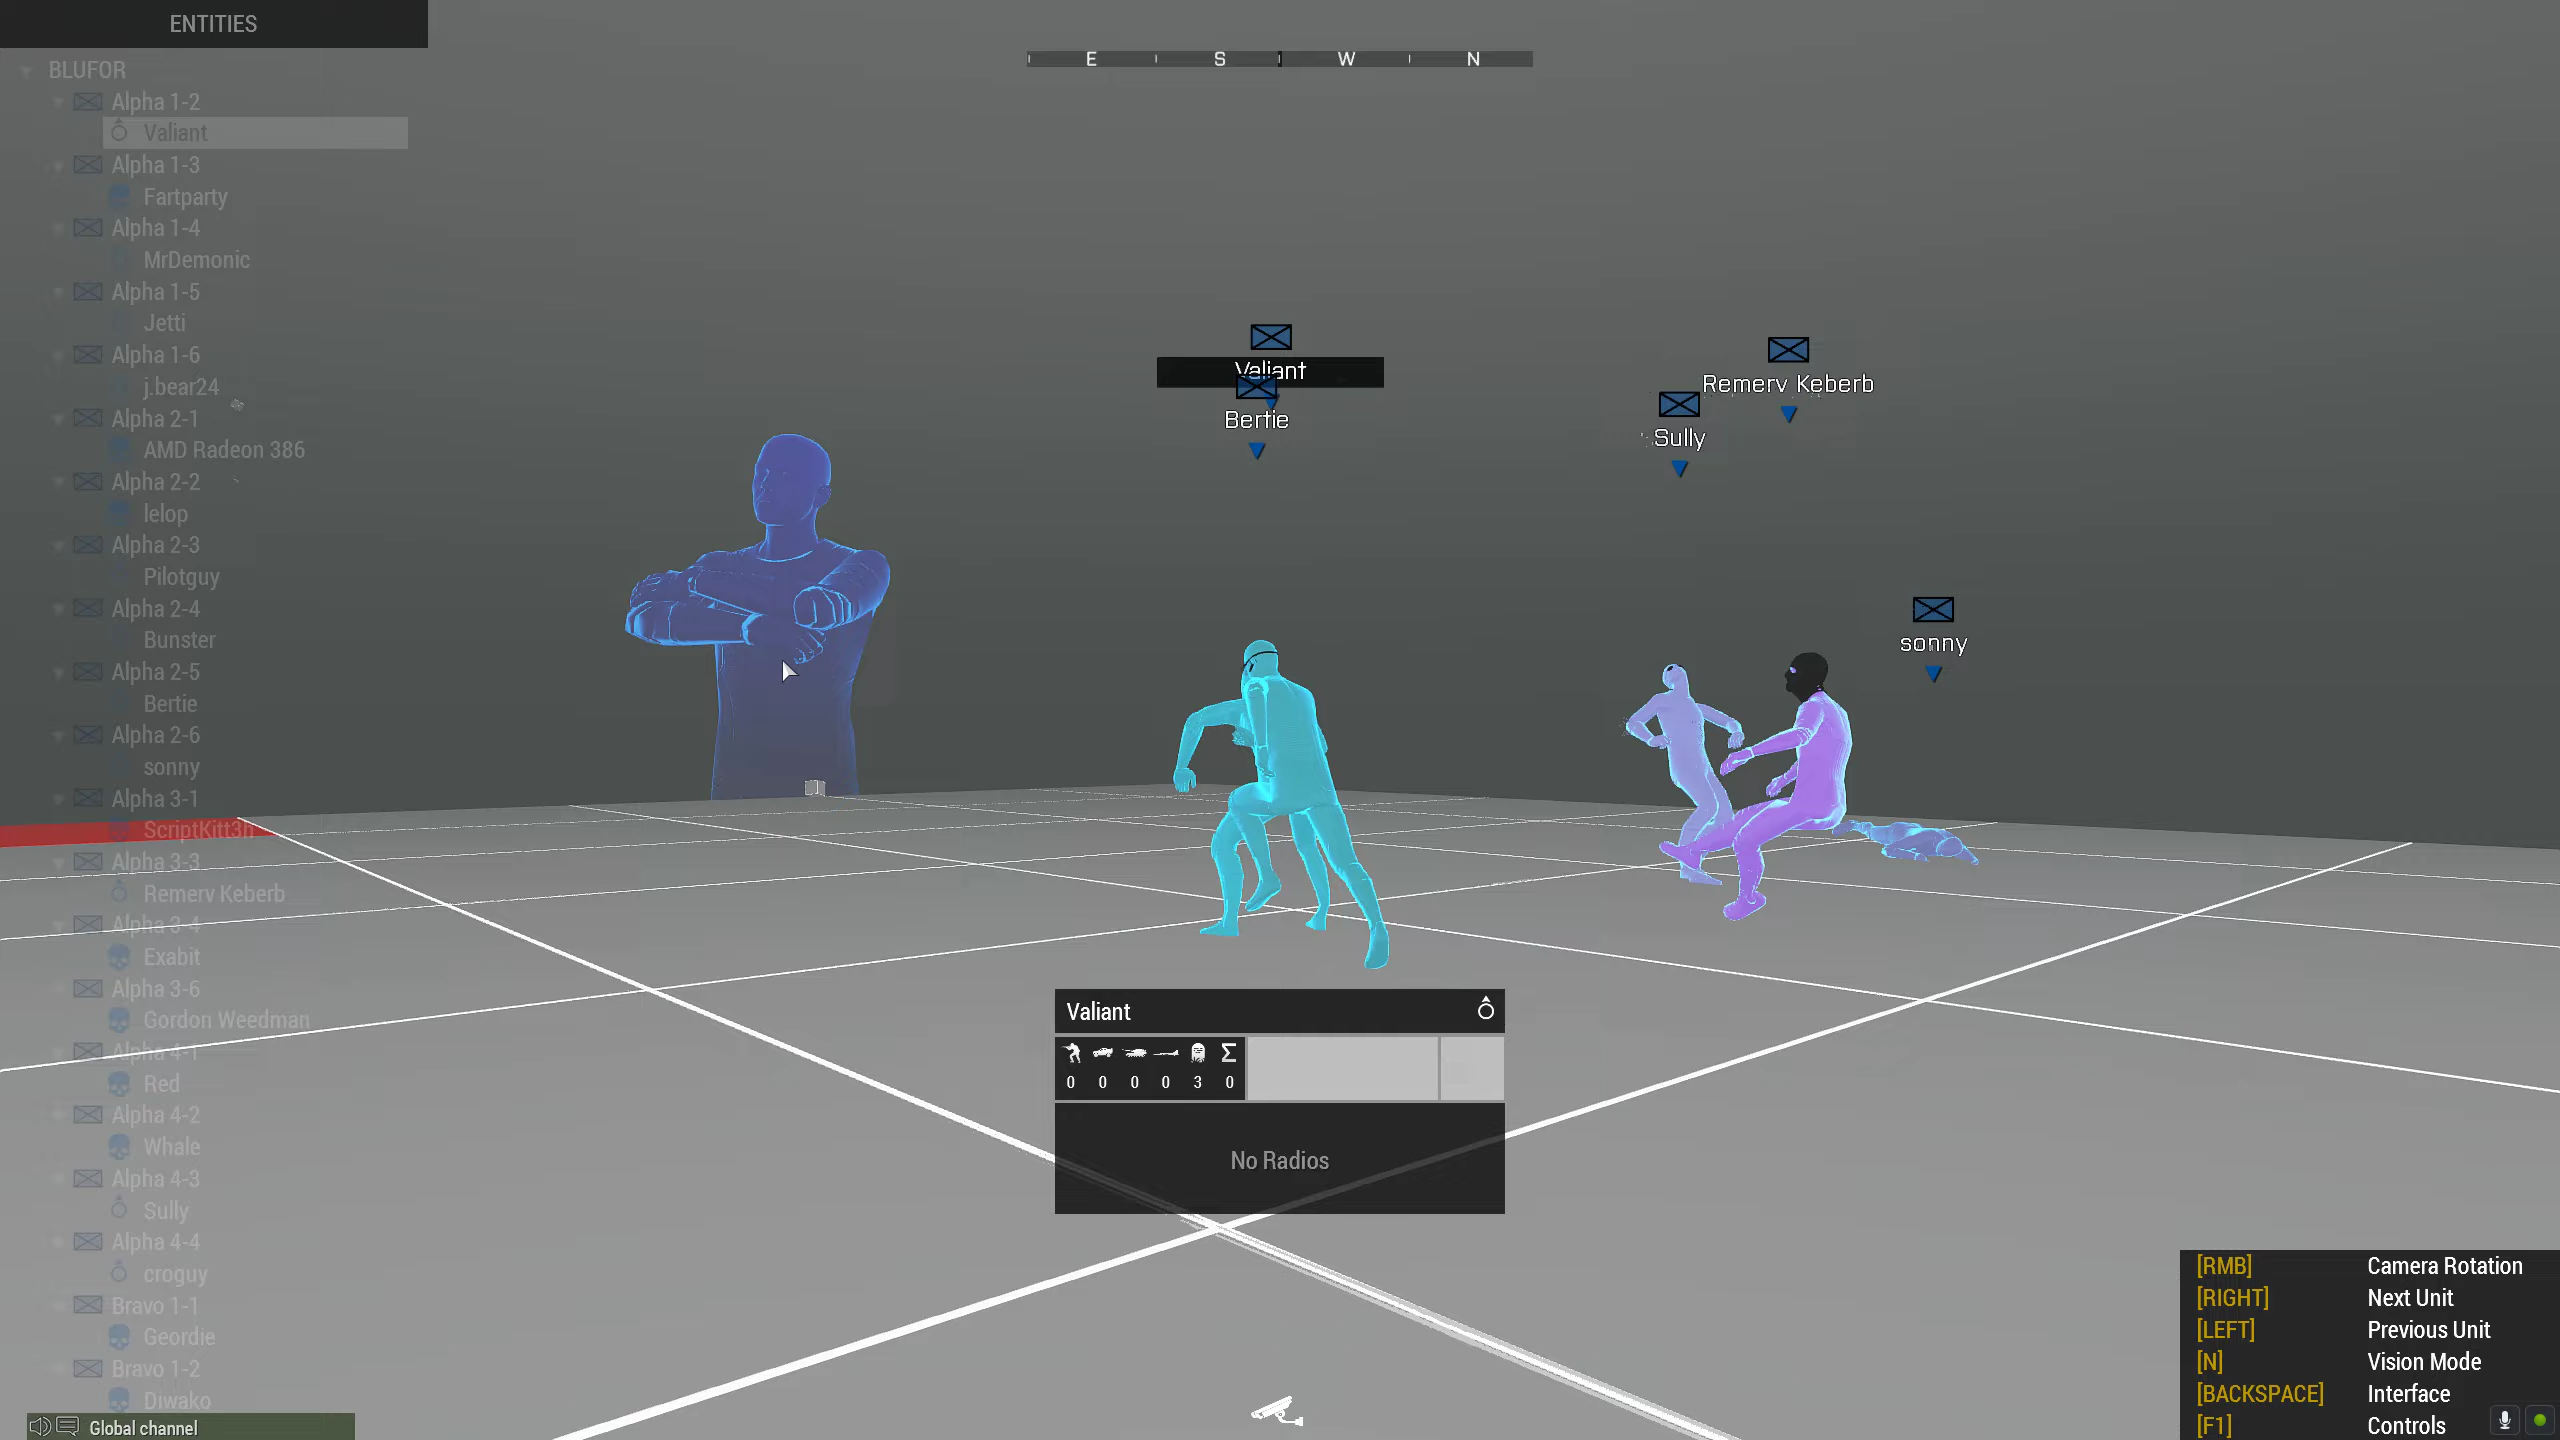 ENTITIES
BLUFOR
Alpha 1-2
Valiant
Alpha 1-3
Fartparty
Alpha 1-4
MrDemonic
Alpha 1-5
Jetti
Alpha 1-6
j.bear24
Alpha 2-1
AMD Radeon 386
Alpha 2-2
lelop
Alpha 2-3
Pilotguy
Alpha 2-4
Bunster
Alpha 2-5
Bertie
Alpha 2-6
sonny
Alpha 3-1
ScriptKitt3h
Alpha 3-3
Remerv Keberb
Alpha 3-4
Exabit
Alpha 3-6
Gordon Weedman
Alpha 4-1
Red
Alpha 4-2
Whale
Alpha 4-3
Sully
Alpha 4-4
croguy
Bravo 1-1
Geordie
Bravo 1-2
Diwako
Global channel
E S W N
Valiant
Bertie
Remerv Keberb
Sully
sonny
Valiant
Σ
0 0 0 0 3 0
No Radios
[RMB] Camera Rotation
[RIGHT] Next Unit
[LEFT] Previous Unit
[N] Vision Mode
[BACKSPACE] Interface
[F1] Controls